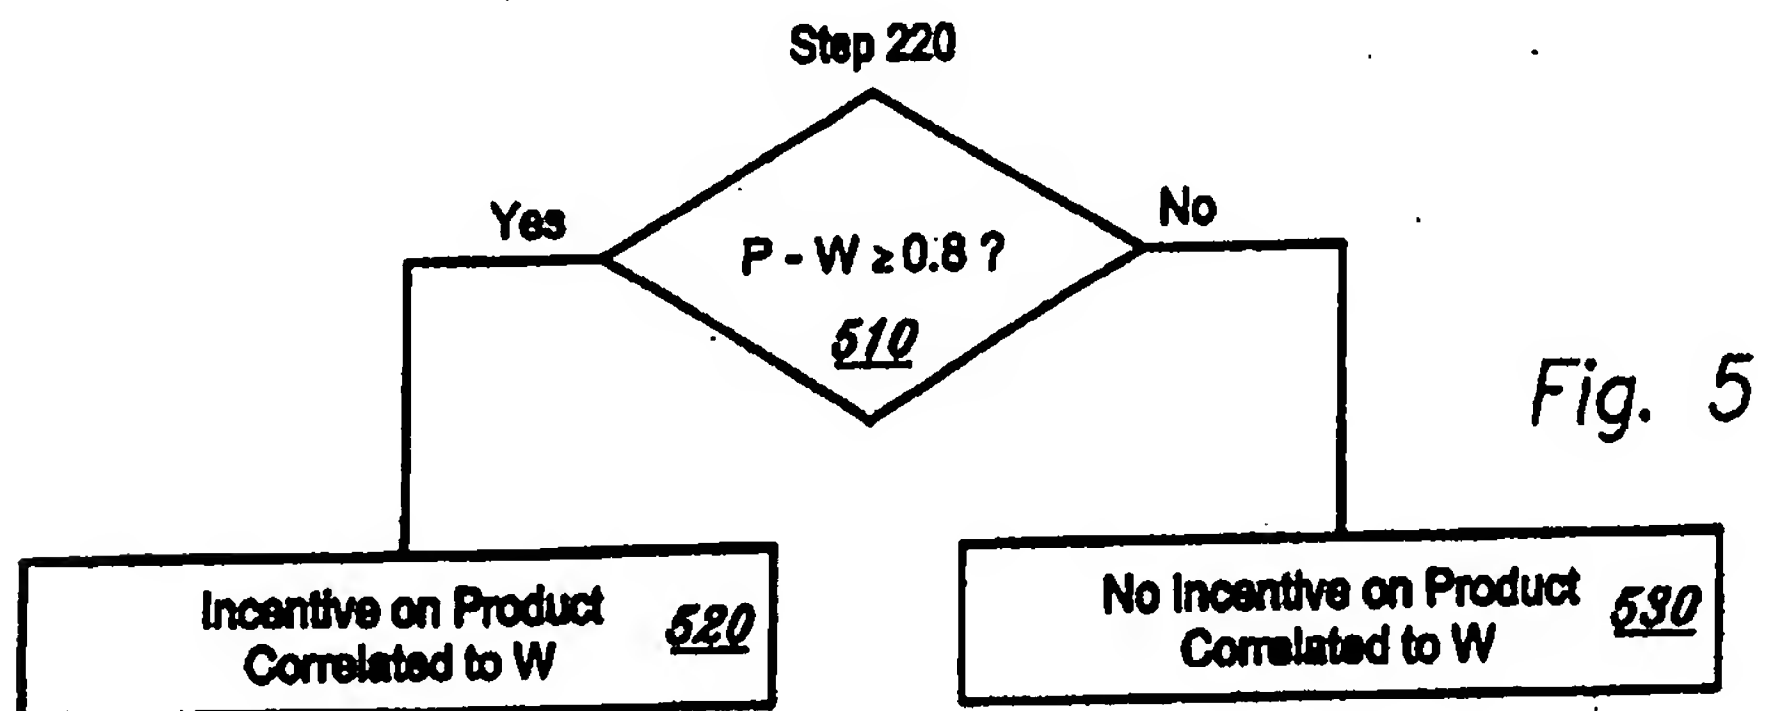 Step 220
Yes
No
P - W ≥ 0.8 ?
510
Fig. 5
Incentive on Product
Correlated to W
520
No Incentive on Product
Correlated to W
530